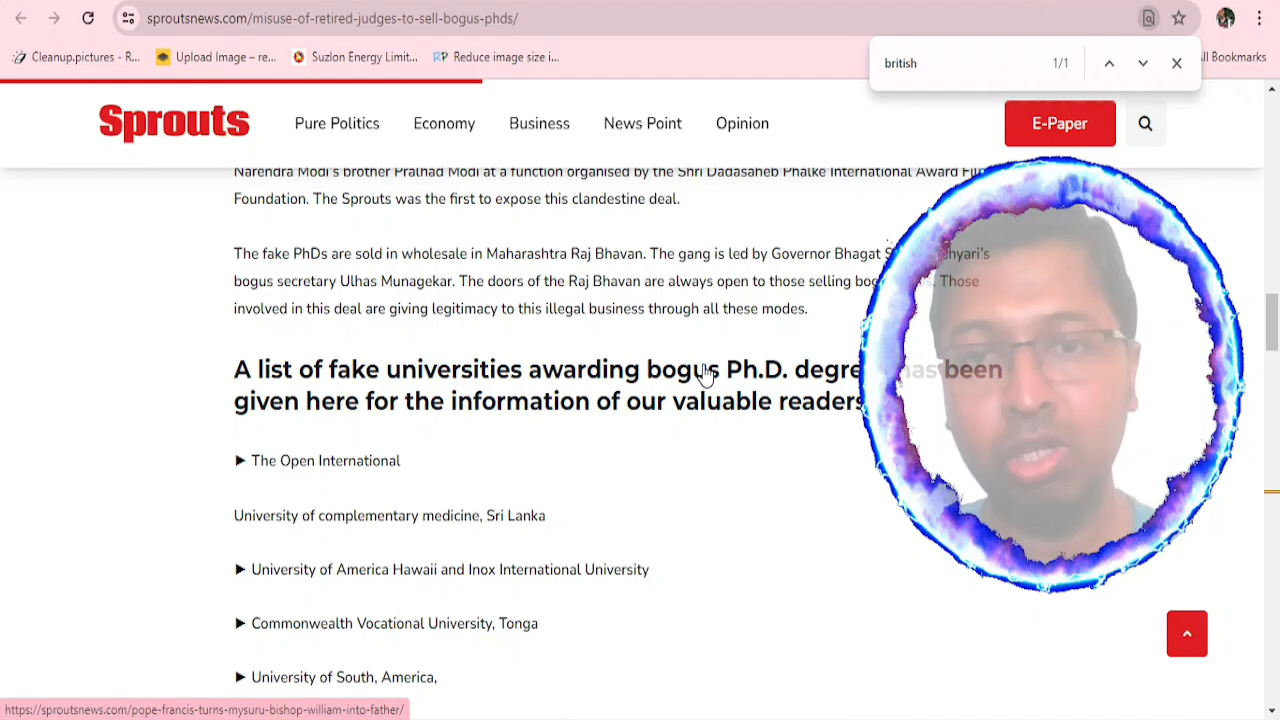 sproutsnews.com/misuse-of-retired-judges-to-sell-bogus-phds/
Cleanup.pictures - R...
Upload Image – re...
Suzlon Energy Limit...
RP Reduce image size i...
All Bookmarks
british 1/1
Sprouts
Pure Politics
Economy
Business
News Point
Opinion
E-Paper
brother Pralhad Modi at a function organised by the Shri Dadasaheb Phalke International Award
Foundation. The Sprouts was the first to expose this clandestine deal.
The fake PhDs are sold in wholesale in Maharashtra Raj Bhavan. The gang is led by Governor Bhagat
bogus secretary Ulhas Munagekar. The doors of the Raj Bhavan are always open to those selling Those
involved in this deal are giving legitimacy to this illegal business through all these modes.
A list of fake universities awarding bogus Ph.D. has been
given here for the information of our valuable readers
▶ The Open International
University of complementary medicine, Sri Lanka
▶ University of America Hawaii and Inox International University
▶ Commonwealth Vocational University, Tonga
▶ University of South, America,
https://sproutsnews.com/pope-francis-turns-mysuru-bishop-william-into-father/